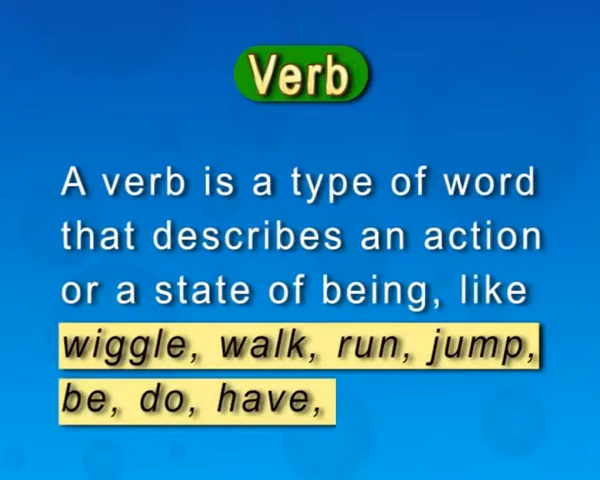 Verb
A verb is a type of word
that describes an action
or a state of being, like
wiggle, walk, run, jump,
be, do, have,